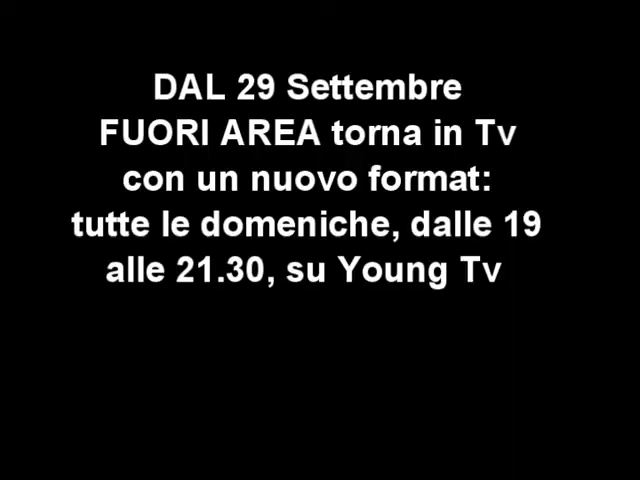 DAL 29 Settembre
FUORI AREA torna in Tv
con un nuovo format:
tutte le domeniche, dalle 19
alle 21.30, su Young Tv